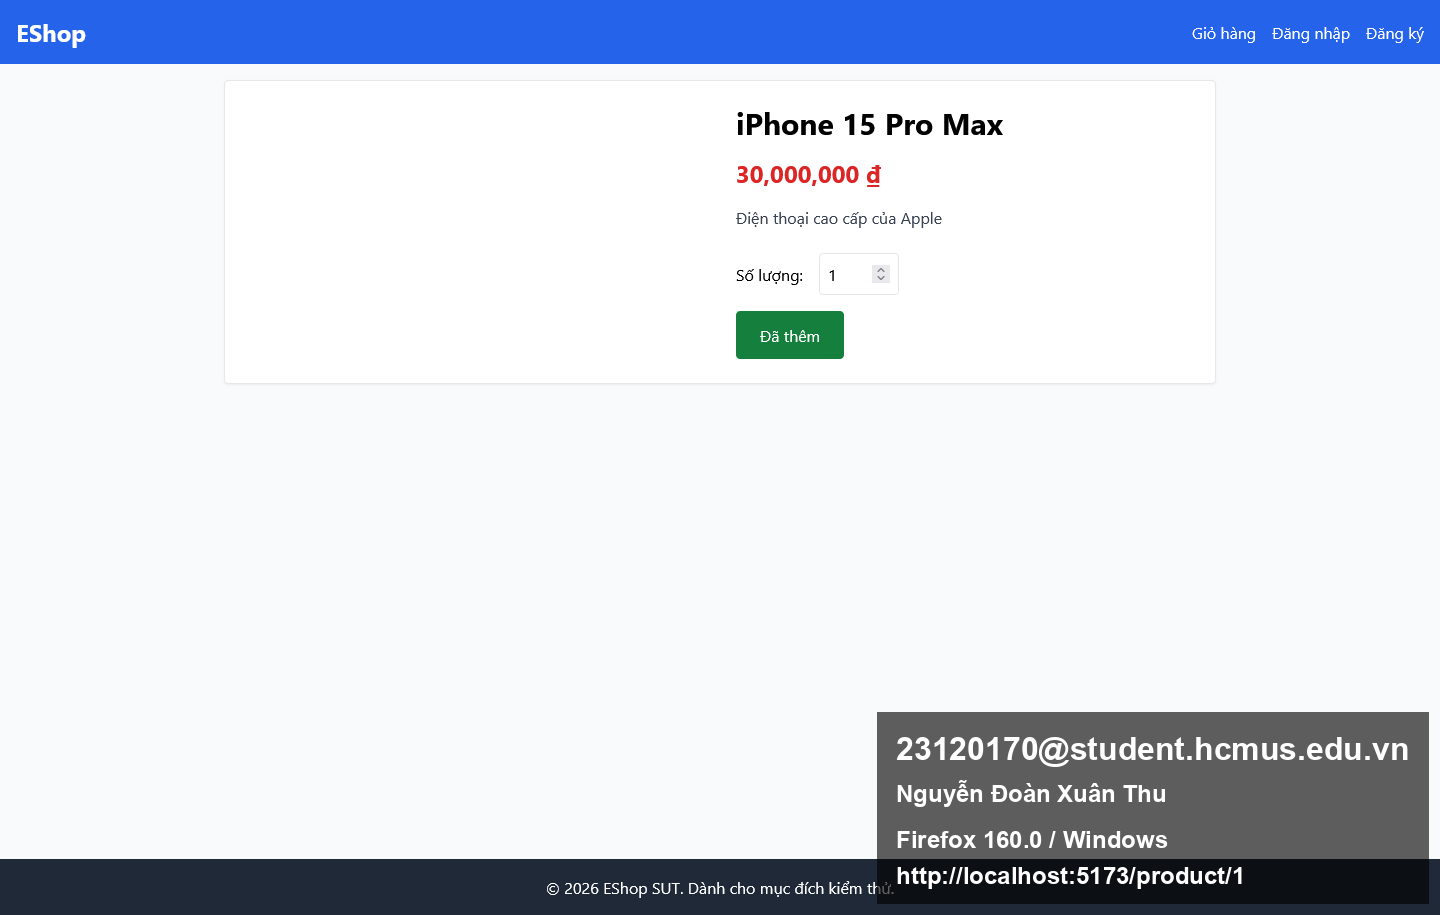 EShop
Giỏ hàng Đăng nhập Đăng ký
iPhone 15 Pro Max
30,000,000 ₫
Điện thoại cao cấp của Apple
Số lượng: 1
Đã thêm
23120170@student.hcmus.edu.vn
Nguyễn Đoàn Xuân Thu
Firefox 160.0 / Windows
http://localhost:5173/product/1
© 2026 EShop SUT. Dành cho mục đích kiểm thử.